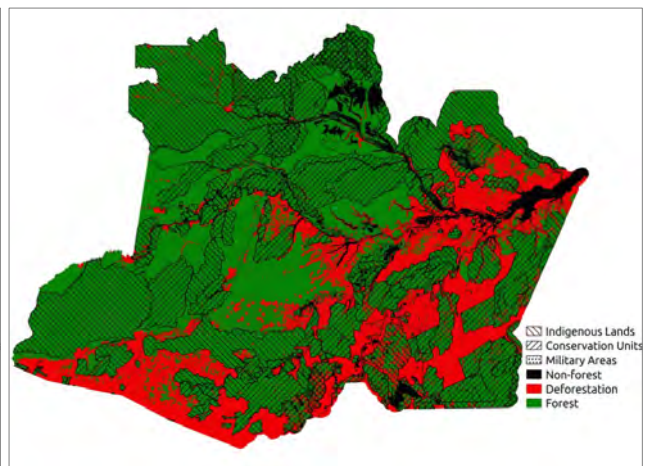 Indigenous Lands
Conservation Units
Military Areas
Non-forest
Deforestation
Forest